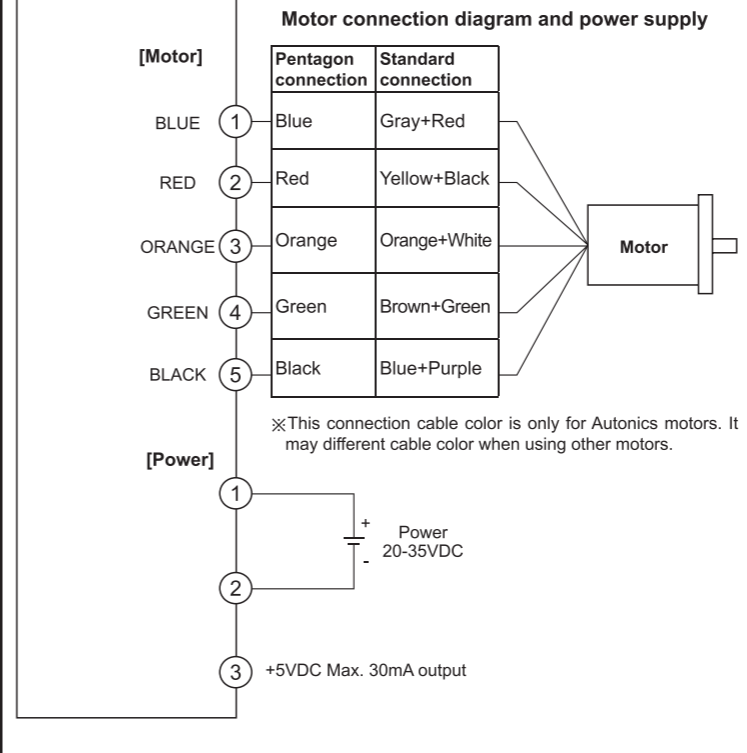 Motor connection diagram and power supply
[Motor]
Pentagon connection
Standard connection
BLUE 1 Blue Gray+Red
RED 2 Red Yellow+Black
ORANGE 3 Orange Orange+White
GREEN 4 Green Brown+Green
BLACK 5 Black Blue+Purple
Motor
※This connection cable color is only for Autonics motors. It
may different cable color when using other motors.
[Power]
1
+
Power
20-35VDC
-
2
3 +5VDC Max. 30mA output